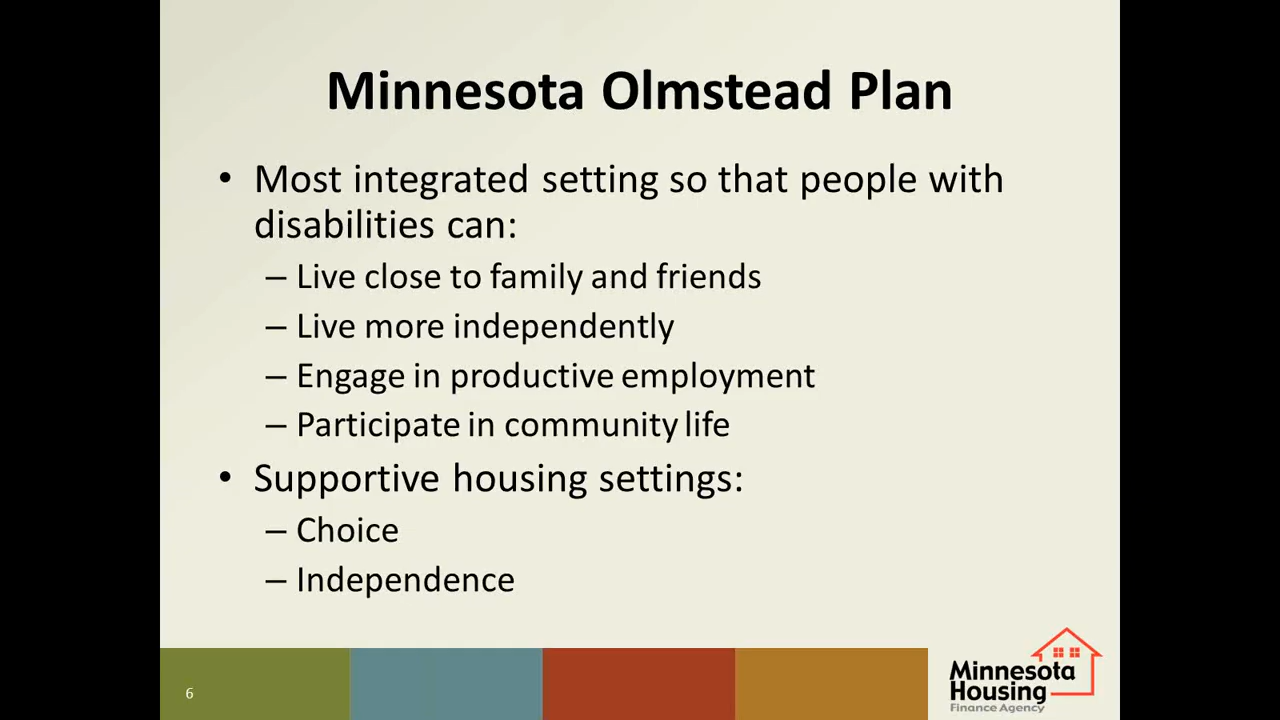 Minnesota Olmstead Plan
• Most integrated setting so that people with
disabilities can:
– Live close to family and friends
– Live more independently
– Engage in productive employment
– Participate in community life
• Supportive housing settings:
– Choice
– Independence
6
Minnesota
Housing
Finance Agency